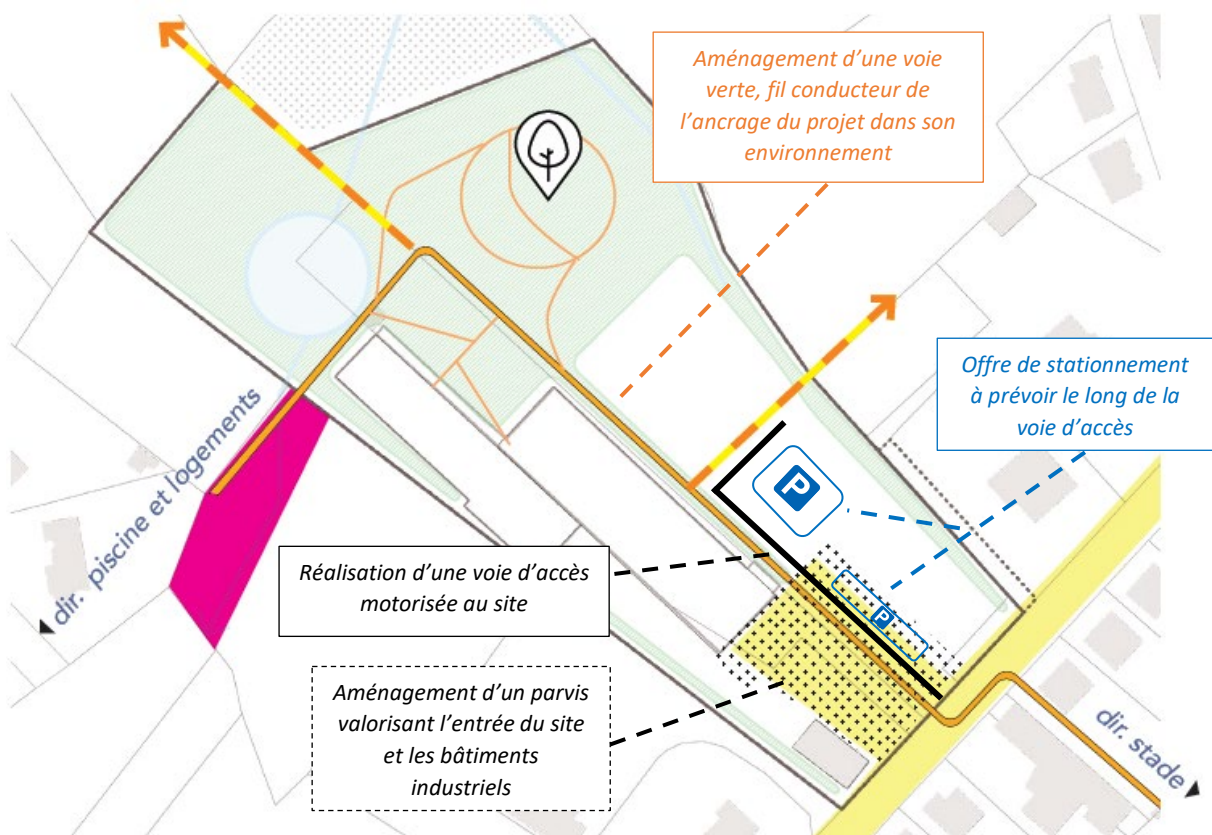 Aménagement d’une voie
verte, fil conducteur de
l’ancrage du projet dans son
environnement
Offre de stationnement
à prévoir le long de la
voie d’accès
P
dir. piscine et logements
Réalisation d’une voie d’accès
motorisée au site
P
Aménagement d’un parvis
valorisant l’entrée du site
et les bâtiments
industriels
dir. stade